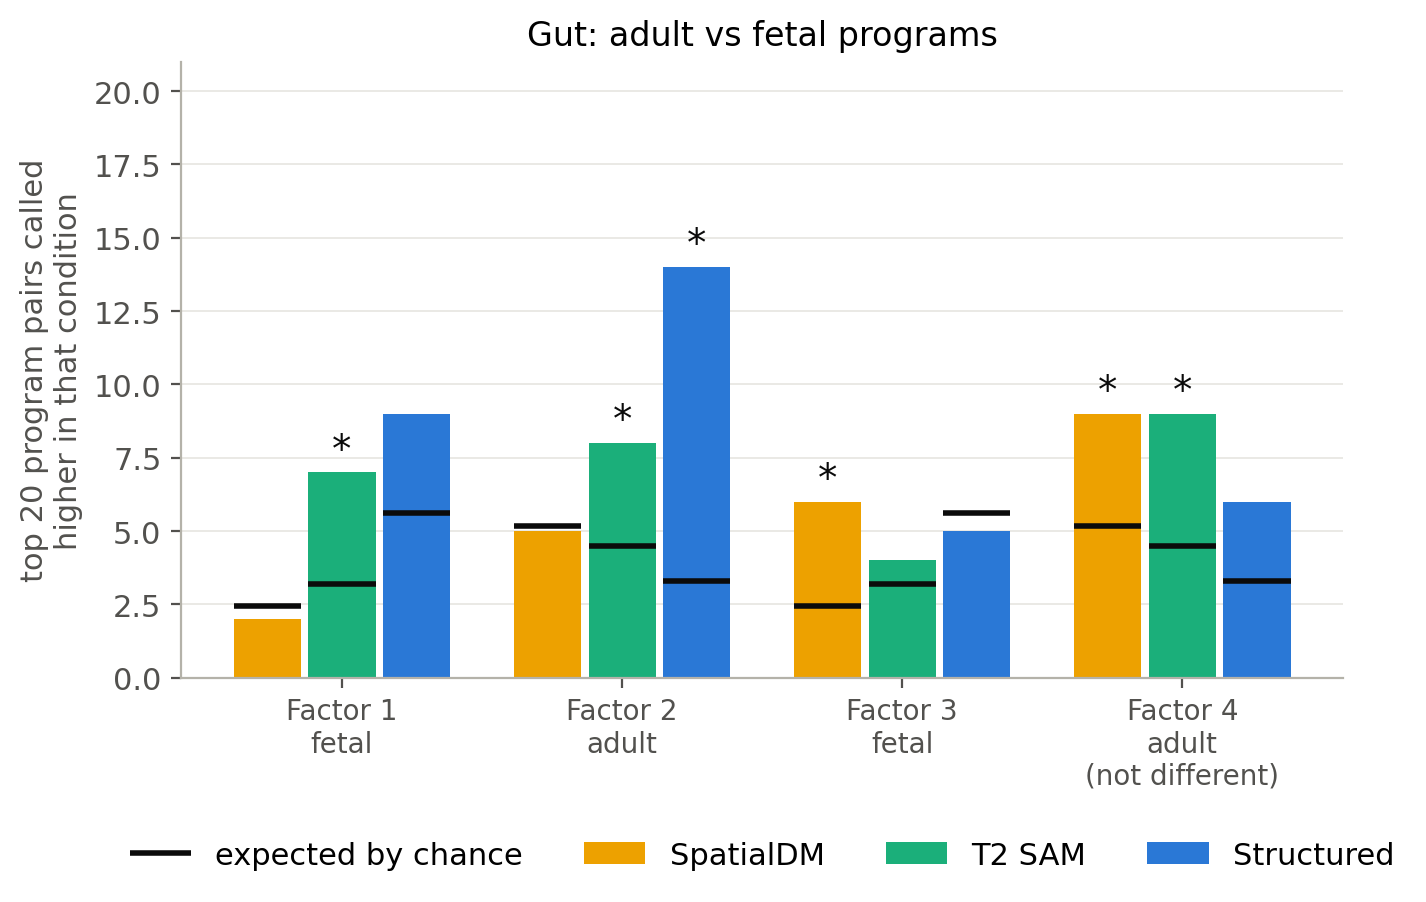 Gut: adult vs fetal programs
top 20 program pairs called
higher in that condition
20.0
17.5
15.0
12.5
10.0
7.5
5.0
2.5
0.0
*
*
*
*
*
*
Factor 1
fetal
Factor 2
adult
Factor 3
fetal
Factor 4
adult
(not different)
expected by chance
SpatialDM
T2 SAM
Structured